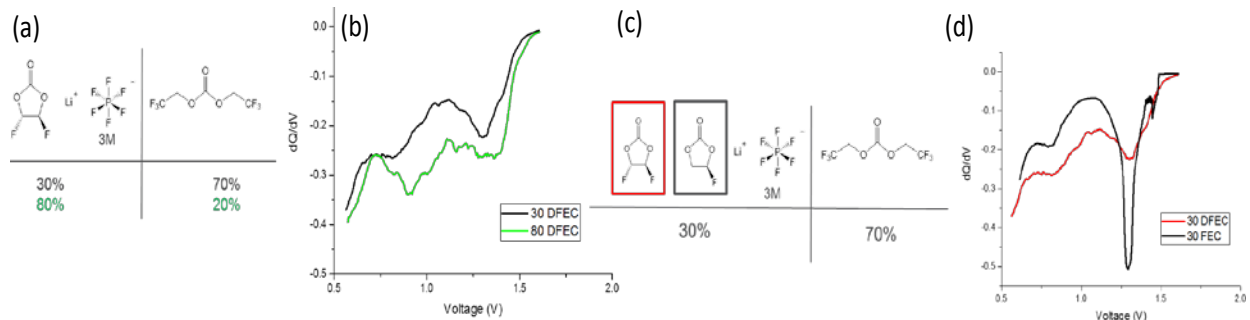 (a)
O
O
O
F
F
Li
+
F
F
F
P
F
F
F
−
3M
O
F₃C
O
O
CF₃
30%
70%
80%
20%
(b)
0.0
-0.1
-0.2
-0.3
-0.4
-0.5
dQ/dV
30 DFEC
80 DFEC
0.5
1.0
1.5
2.0
Voltage (V)
(c)
O
O
O
F
F
O
O
O
F
Li
+
F
F
F
P
F
F
F
−
3M
O
F₃C
O
O
CF₃
30%
70%
(d)
0.0
-0.1
-0.2
-0.3
-0.4
-0.5
dQ/dV
30 DFEC
30 FEC
0.5
1.0
1.5
2.0
Voltage (V)